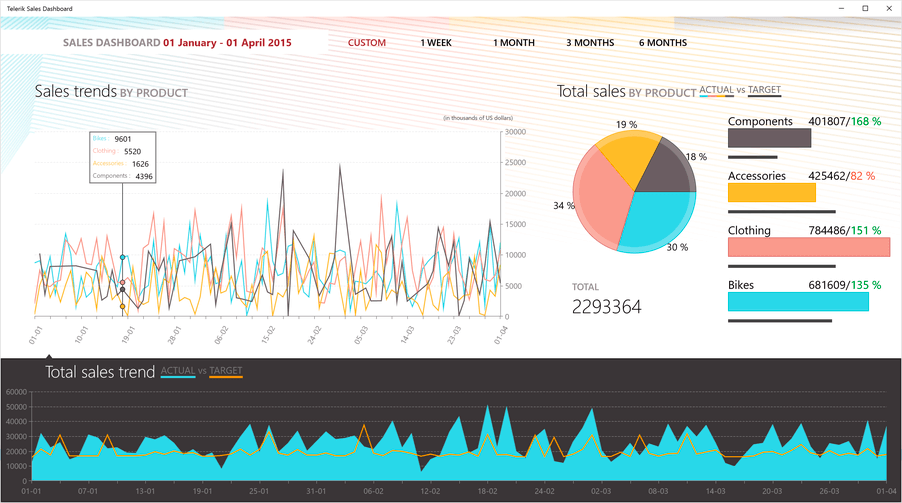 Telerik Sales Dashboard
SALES DASHBOARD 01 January - 01 April 2015
CUSTOM
1 WEEK
1 MONTH
3 MONTHS
6 MONTHS
Sales trends BY PRODUCT
(in thousands of US dollars)
Bikes : 9601
Clothing : 5520
Accessories : 1626
Components : 4396
30000
25000
20000
15000
10000
5000
0
01-01
10-01
19-01
28-01
06-02
15-02
24-02
05-03
14-03
23-03
01-04
Total sales BY PRODUCT ACTUAL vs TARGET
19 %
18 %
34 %
30 %
TOTAL
2293364
Components 401807/168 %
Accessories 425462/82 %
Clothing 784486/151 %
Bikes 681609/135 %
Total sales trend ACTUAL vs TARGET
60000
50000
40000
30000
20000
10000
0
01-01
07-01
13-01
19-01
25-01
31-01
06-02
12-02
18-02
24-02
02-03
08-03
14-03
20-03
26-03
01-04